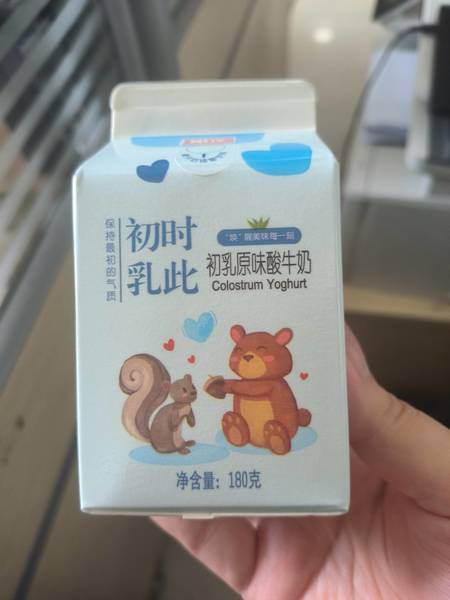 保持最初的气质
初时
乳此
"焕"醒美味每一刻
初乳原味酸牛奶
Colostrum Yoghurt
净含量：180克